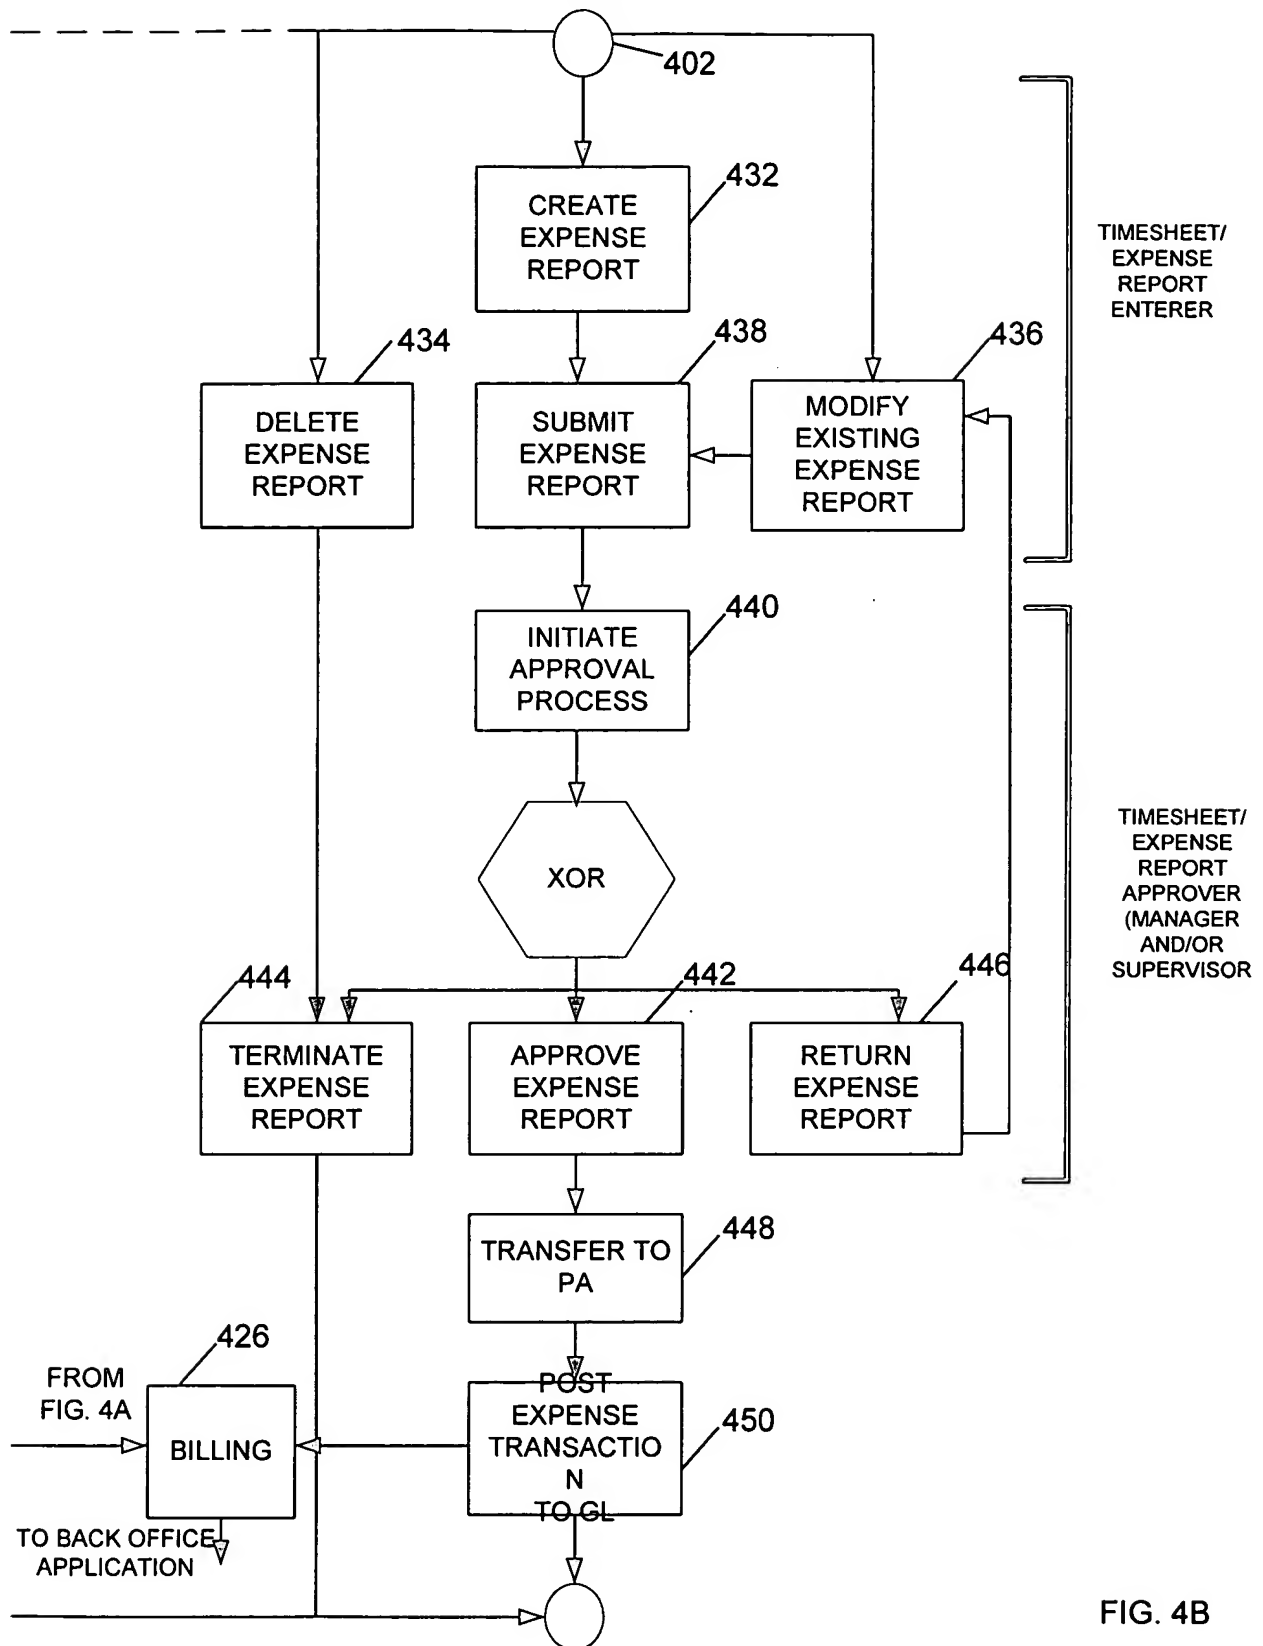 402
432
CREATE
EXPENSE
REPORT
TIMESHEET/
EXPENSE
REPORT
ENTERER
434
438
436
DELETE
EXPENSE
REPORT
SUBMIT
EXPENSE
REPORT
MODIFY
EXISTING
EXPENSE
REPORT
440
INITIATE
APPROVAL
PROCESS
XOR
TIMESHEET/
EXPENSE
REPORT
APPROVER
(MANAGER
AND/OR
SUPERVISOR
444
442
446
TERMINATE
EXPENSE
REPORT
APPROVE
EXPENSE
REPORT
RETURN
EXPENSE
REPORT
448
TRANSFER TO
PA
426
FROM
FIG. 4A
BILLING
450
POST
EXPENSE
TRANSACTIO
N
TO GL
TO BACK OFFICE
APPLICATION
FIG. 4B